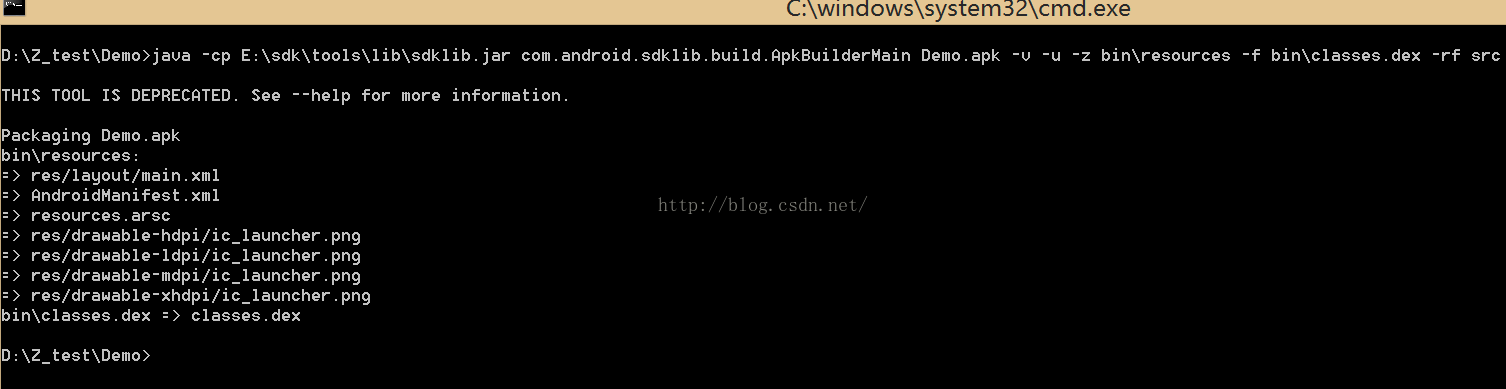 C:\windows\system32\cmd.exe
D:\Z_test\Demo>java -cp E:\sdk\tools\lib\sdklib.jar com.android.sdklib.build.ApkBuilderMain Demo.apk -v -u -z bin\resources -f bin\classes.dex -rf src
THIS TOOL IS DEPRECATED. See --help for more information.
Packaging Demo.apk
bin\resources:
=> res/layout/main.xml
=> AndroidManifest.xml
http://blog.csdn.net/
=> resources.arsc
=> res/drawable-hdpi/ic_launcher.png
=> res/drawable-ldpi/ic_launcher.png
=> res/drawable-mdpi/ic_launcher.png
=> res/drawable-xhdpi/ic_launcher.png
bin\classes.dex => classes.dex
D:\Z_test\Demo>